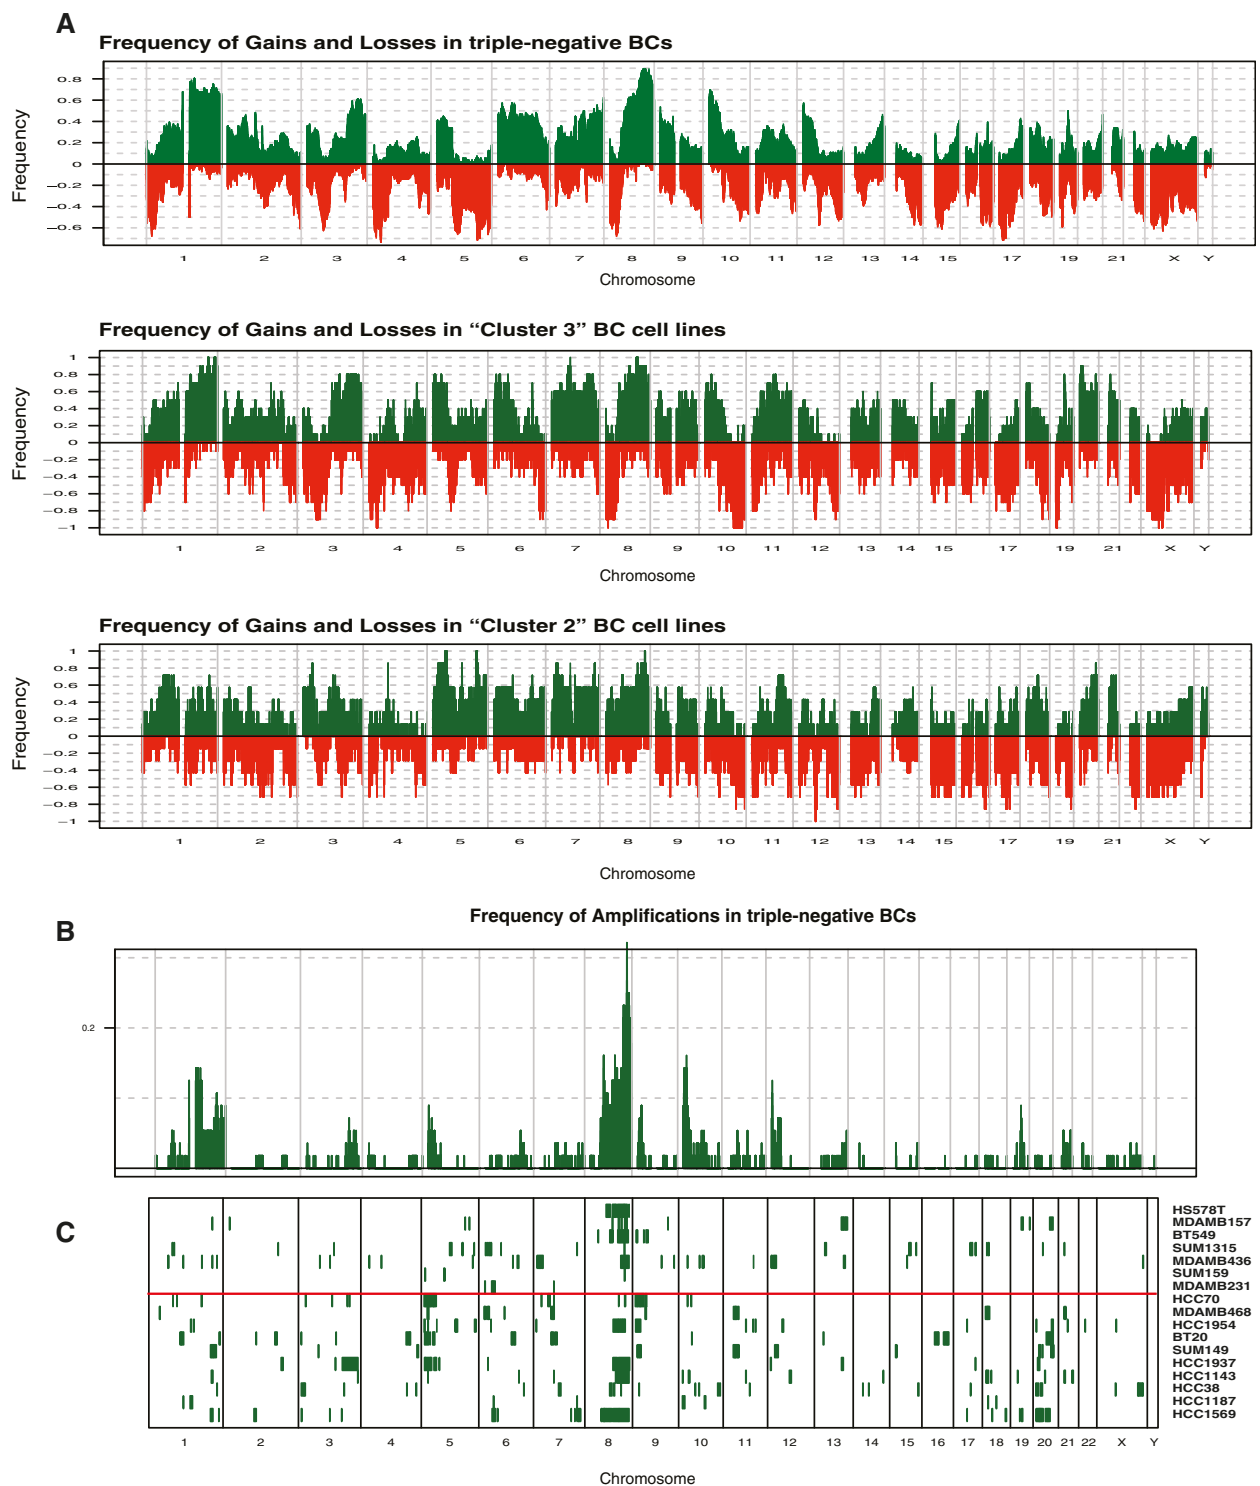 A
Frequency of Gains and Losses in triple-negative BCs
Frequency
0.8
0.6
0.4
0.2
0
−0.2
−0.4
−0.6
1 2 3 4 5 6 7 8 9 10 11 12 13 14 15 17 19 21 X Y
Chromosome
Frequency of Gains and Losses in “Cluster 3” BC cell lines
Frequency
1
0.8
0.6
0.4
0.2
0
−0.2
−0.4
−0.6
−0.8
−1
1 2 3 4 5 6 7 8 9 10 11 12 13 14 15 17 19 21 X Y
Chromosome
Frequency of Gains and Losses in “Cluster 2” BC cell lines
Frequency
1
0.8
0.6
0.4
0.2
0
−0.2
−0.4
−0.6
−0.8
−1
1 2 3 4 5 6 7 8 9 10 11 12 13 14 15 17 19 21 X Y
Chromosome
B
Frequency of Amplifications in triple-negative BCs
0.2
C
HS578T
MDAMB157
BT549
SUM1315
MDAMB436
SUM159
MDAMB231
HCC70
MDAMB468
HCC1954
BT20
SUM149
HCC1937
HCC1143
HCC38
HCC1187
HCC1569
1 2 3 4 5 6 7 8 9 10 11 12 13 14 15 16 17 18 19 20 21 22 X Y
Chromosome